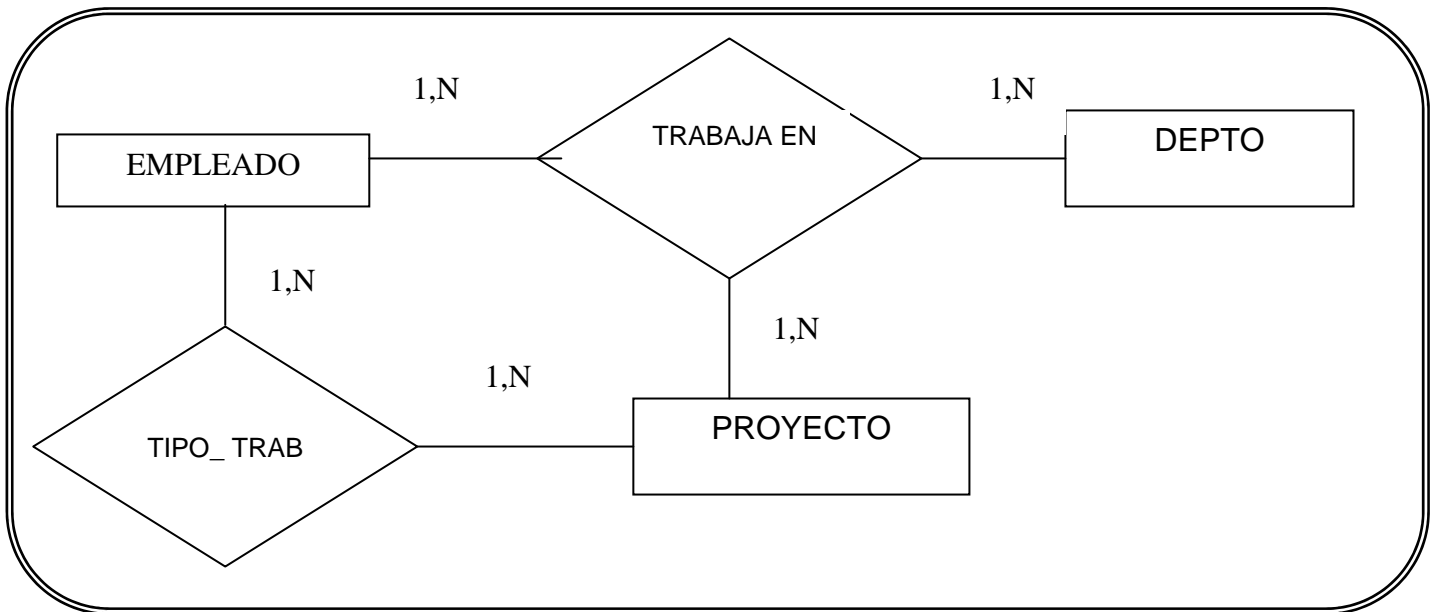 1,N
1,N
TRABAJA EN
DEPTO
EMPLEADO
1,N
1,N
1,N
PROYECTO
TIPO_ TRAB